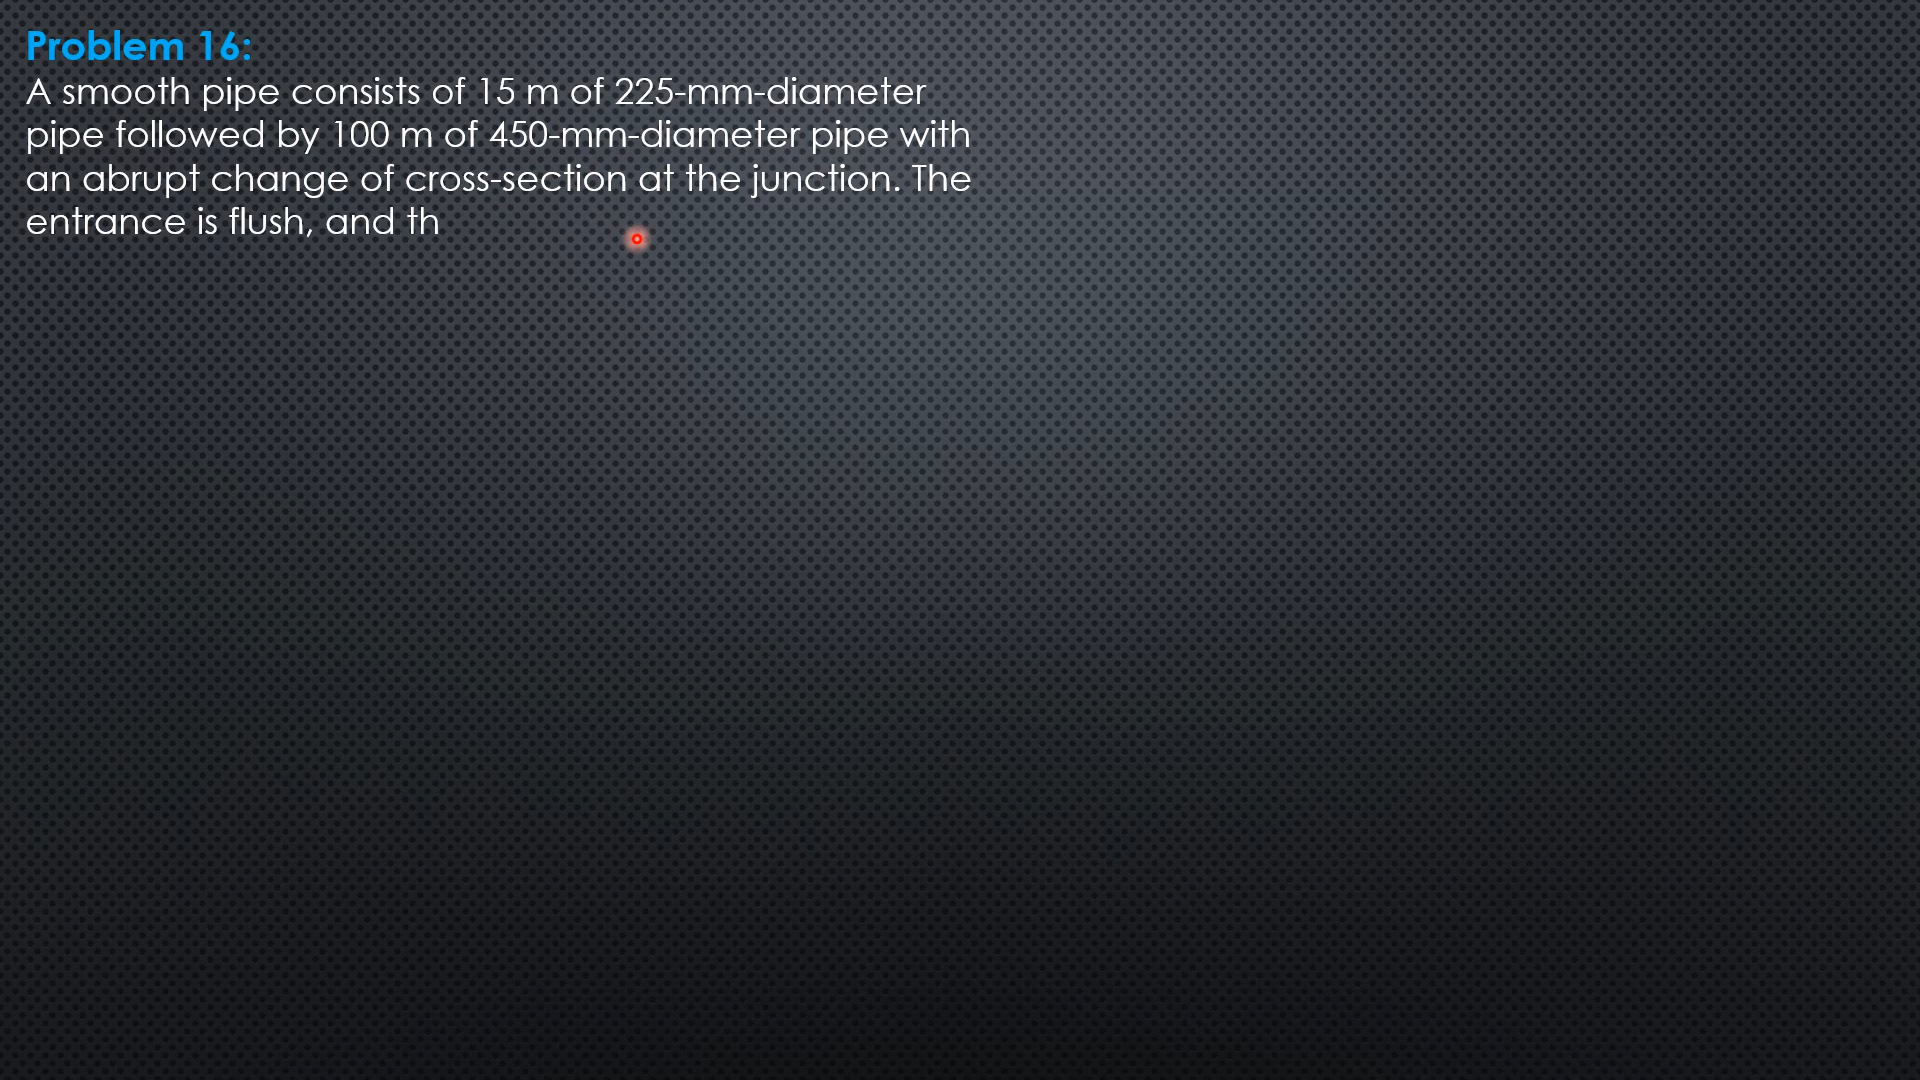 Problem 16:
A smooth pipe consists of 15 m of 225-mm-diameter
pipe followed by 100 m of 450-mm-diameter pipe with
an abrupt change of cross-section at the junction. The
entrance is flush, and th